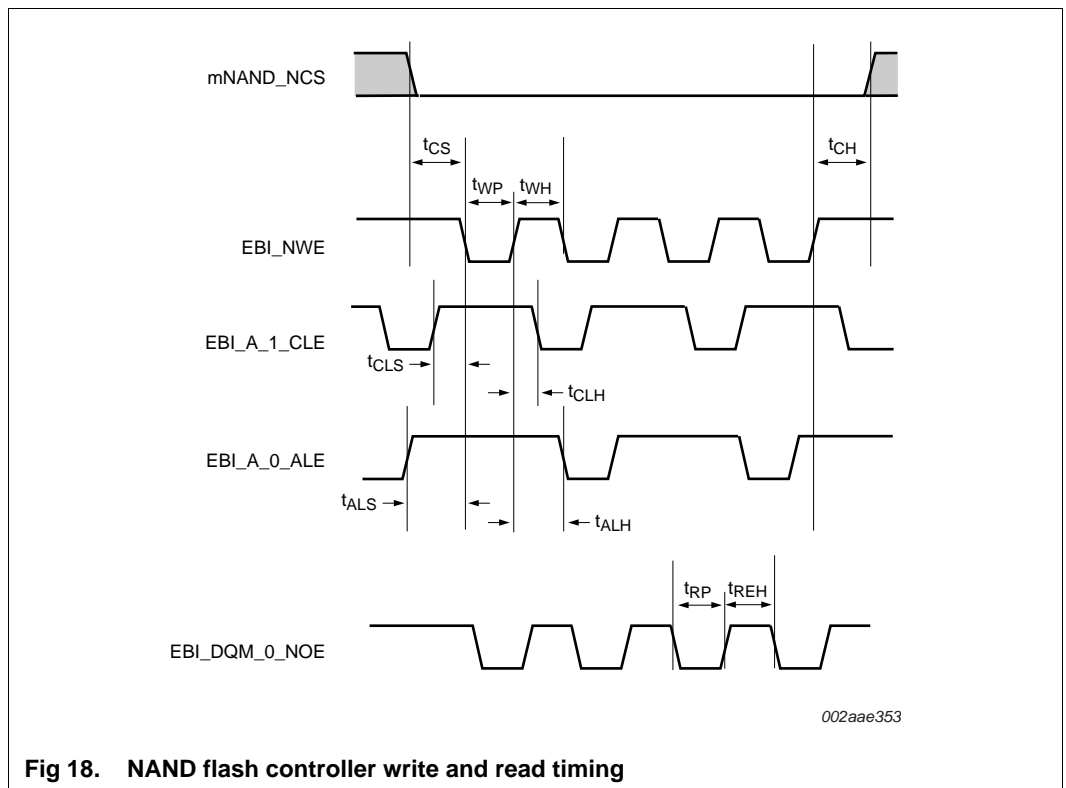 mNAND_NCS
tCS
tCH
tWP
tWH
EBI_NWE
EBI_A_1_CLE
tCLS
tCLH
EBI_A_0_ALE
tALS
tALH
tRP
tREH
EBI_DQM_0_NOE
002aae353
Fig 18. NAND flash controller write and read timing